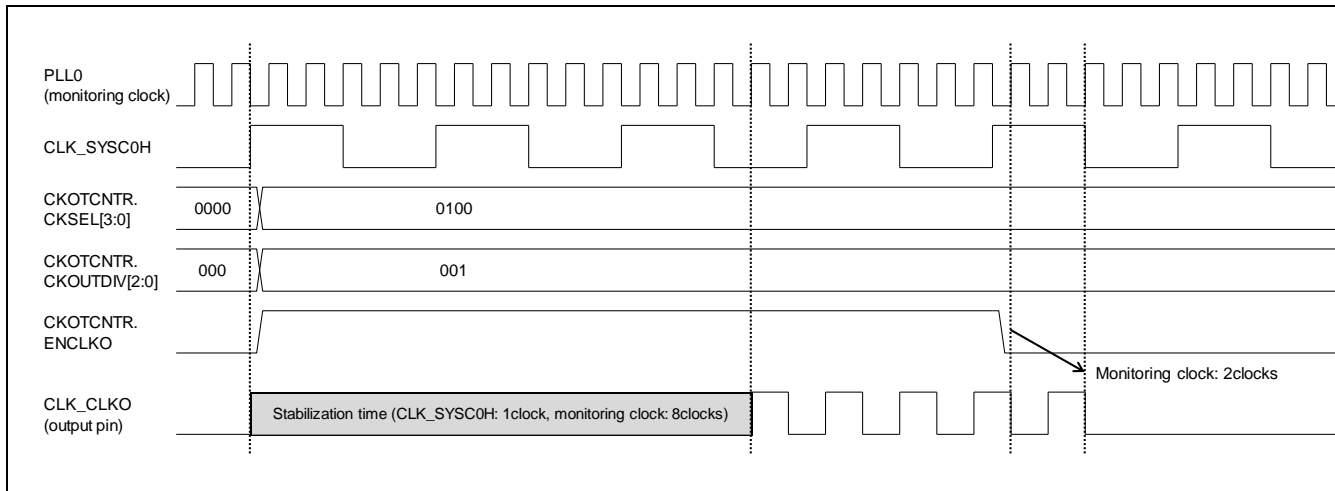 PLL0
(monitoring clock)
CLK_SYSC0H
CKOTCNTR.
CKSEL[3:0]
0000
0100
CKOTCNTR.
CKOUTDIV[2:0]
000
001
CKOTCNTR.
ENCLKO
Monitoring clock: 2clocks
CLK_CLKO
(output pin)
Stabilization time (CLK_SYSC0H: 1clock, monitoring clock: 8clocks)